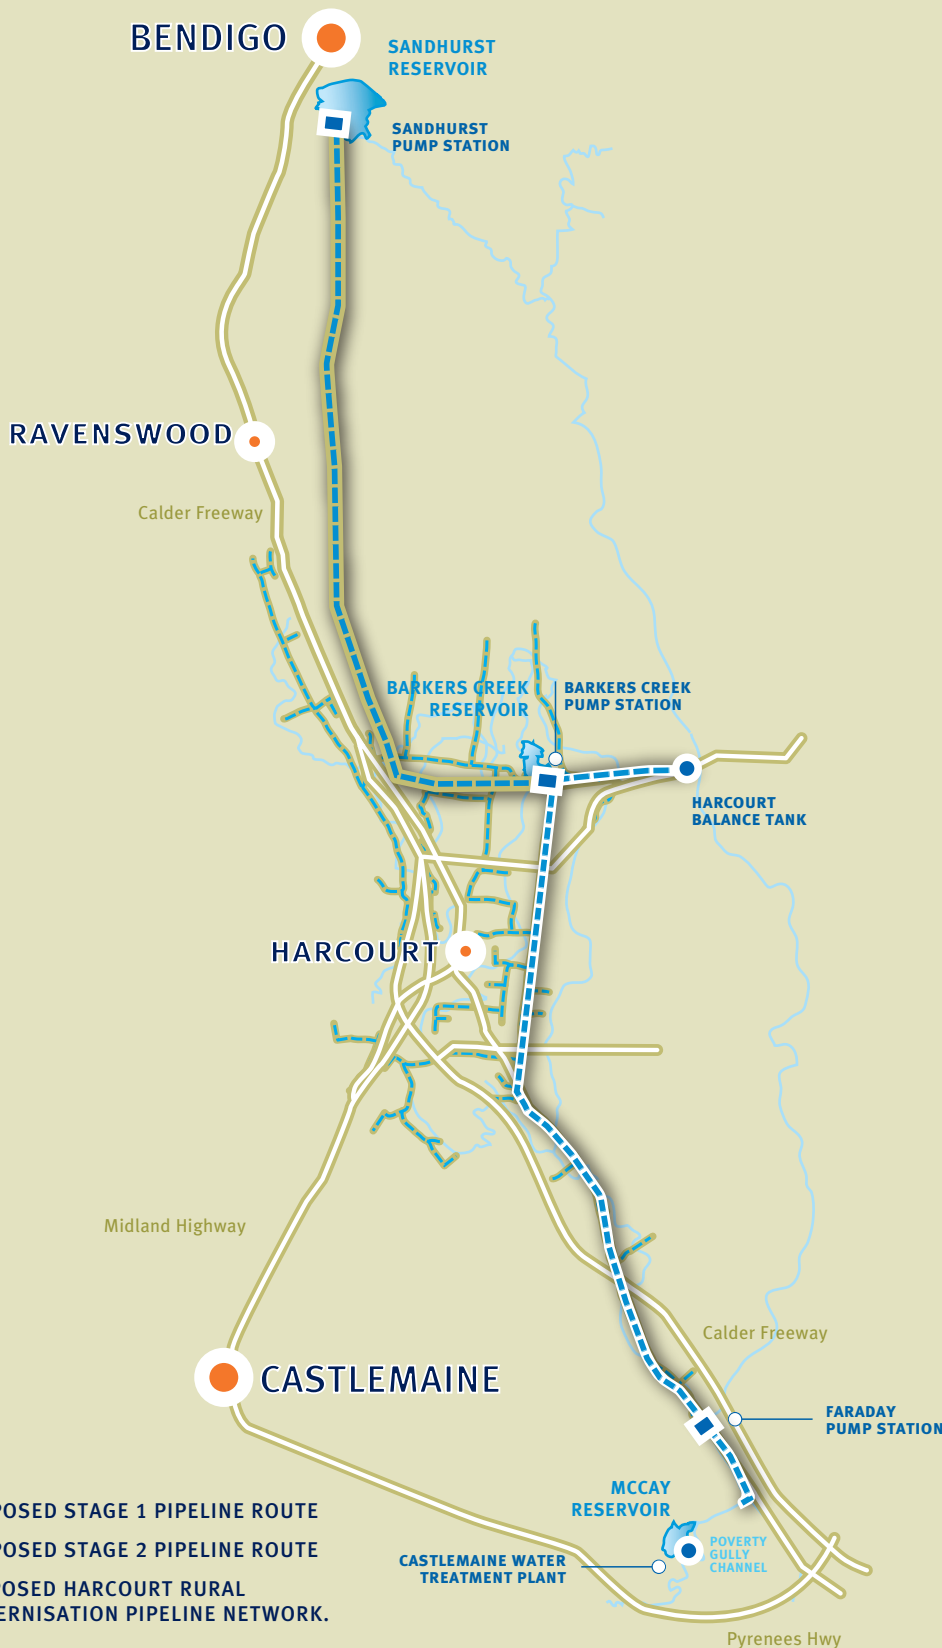 BENDIGO
SANDHURST
RESERVOIR
SANDHURST
PUMP STATION
RAVENSWOOD
Calder Freeway
BARKERS CREEK
RESERVOIR
BARKERS CREEK
PUMP STATION
HARCOURT
BALANCE TANK
HARCOURT
Midland Highway
Calder Freeway
CASTLEMAINE
FARADAY
PUMP STATION
MCCAY
RESERVOIR
POVERTY
GULLY
CHANNEL
CASTLEMAINE WATER
TREATMENT PLANT
POSED STAGE 1 PIPELINE ROUTE
POSED STAGE 2 PIPELINE ROUTE
POSED HARCOURT RURAL
ERNISATION PIPELINE NETWORK.
Pyrenees Hwy